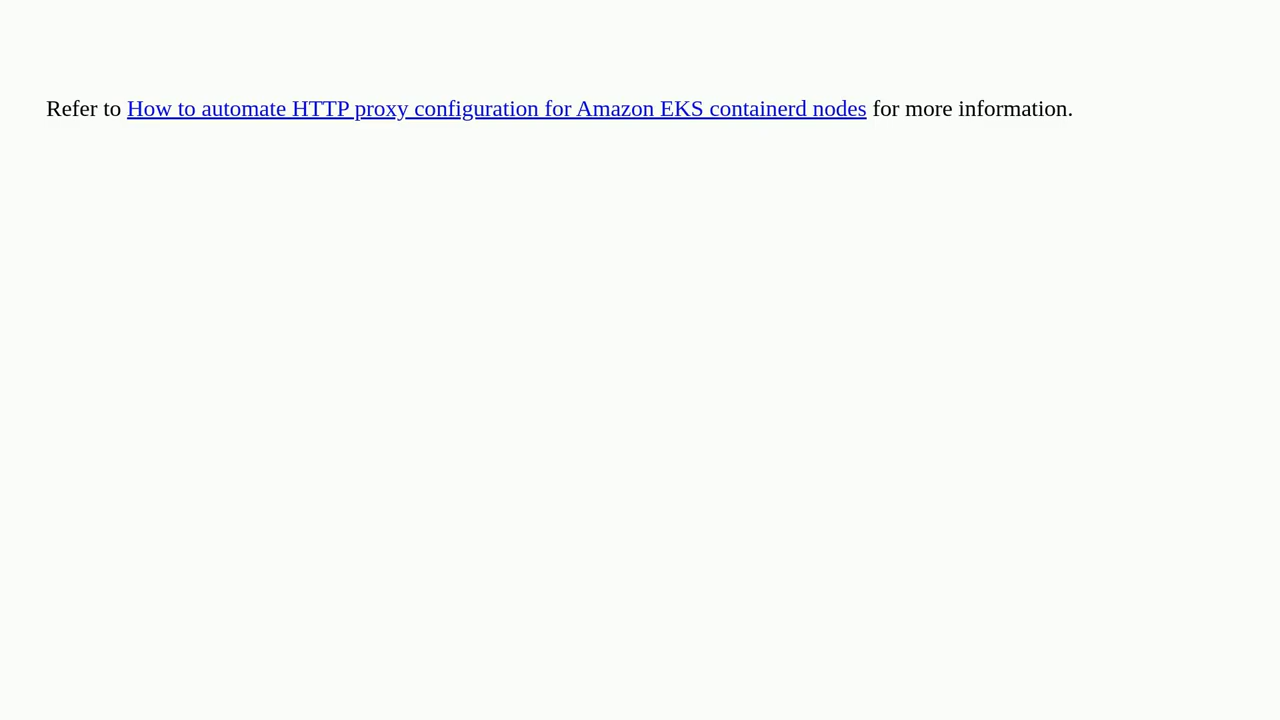 Refer to How to automate HTTP proxy configuration for Amazon EKS containerd nodes for more information.